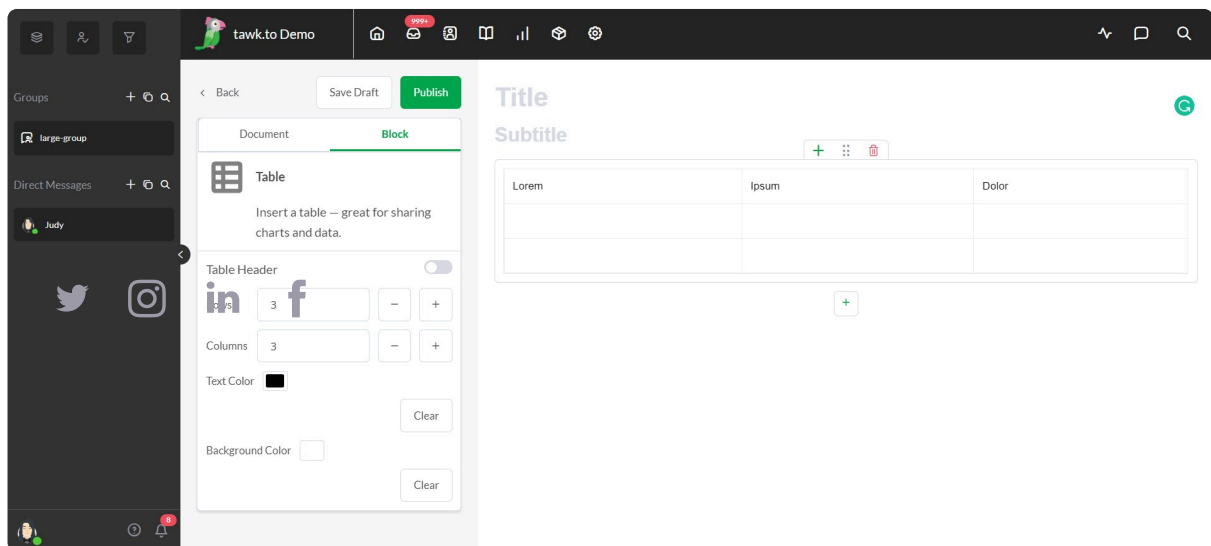 tawk.to Demo
999+
Groups
large-group
Direct Messages
Judy
8
Back
Save Draft
Publish
Document
Block
Table
Insert a table — great for sharing
charts and data.
Table Header
in f
3
Columns
3
Text Color
Clear
Background Color
Clear
Title
Subtitle
Lorem Ipsum Dolor